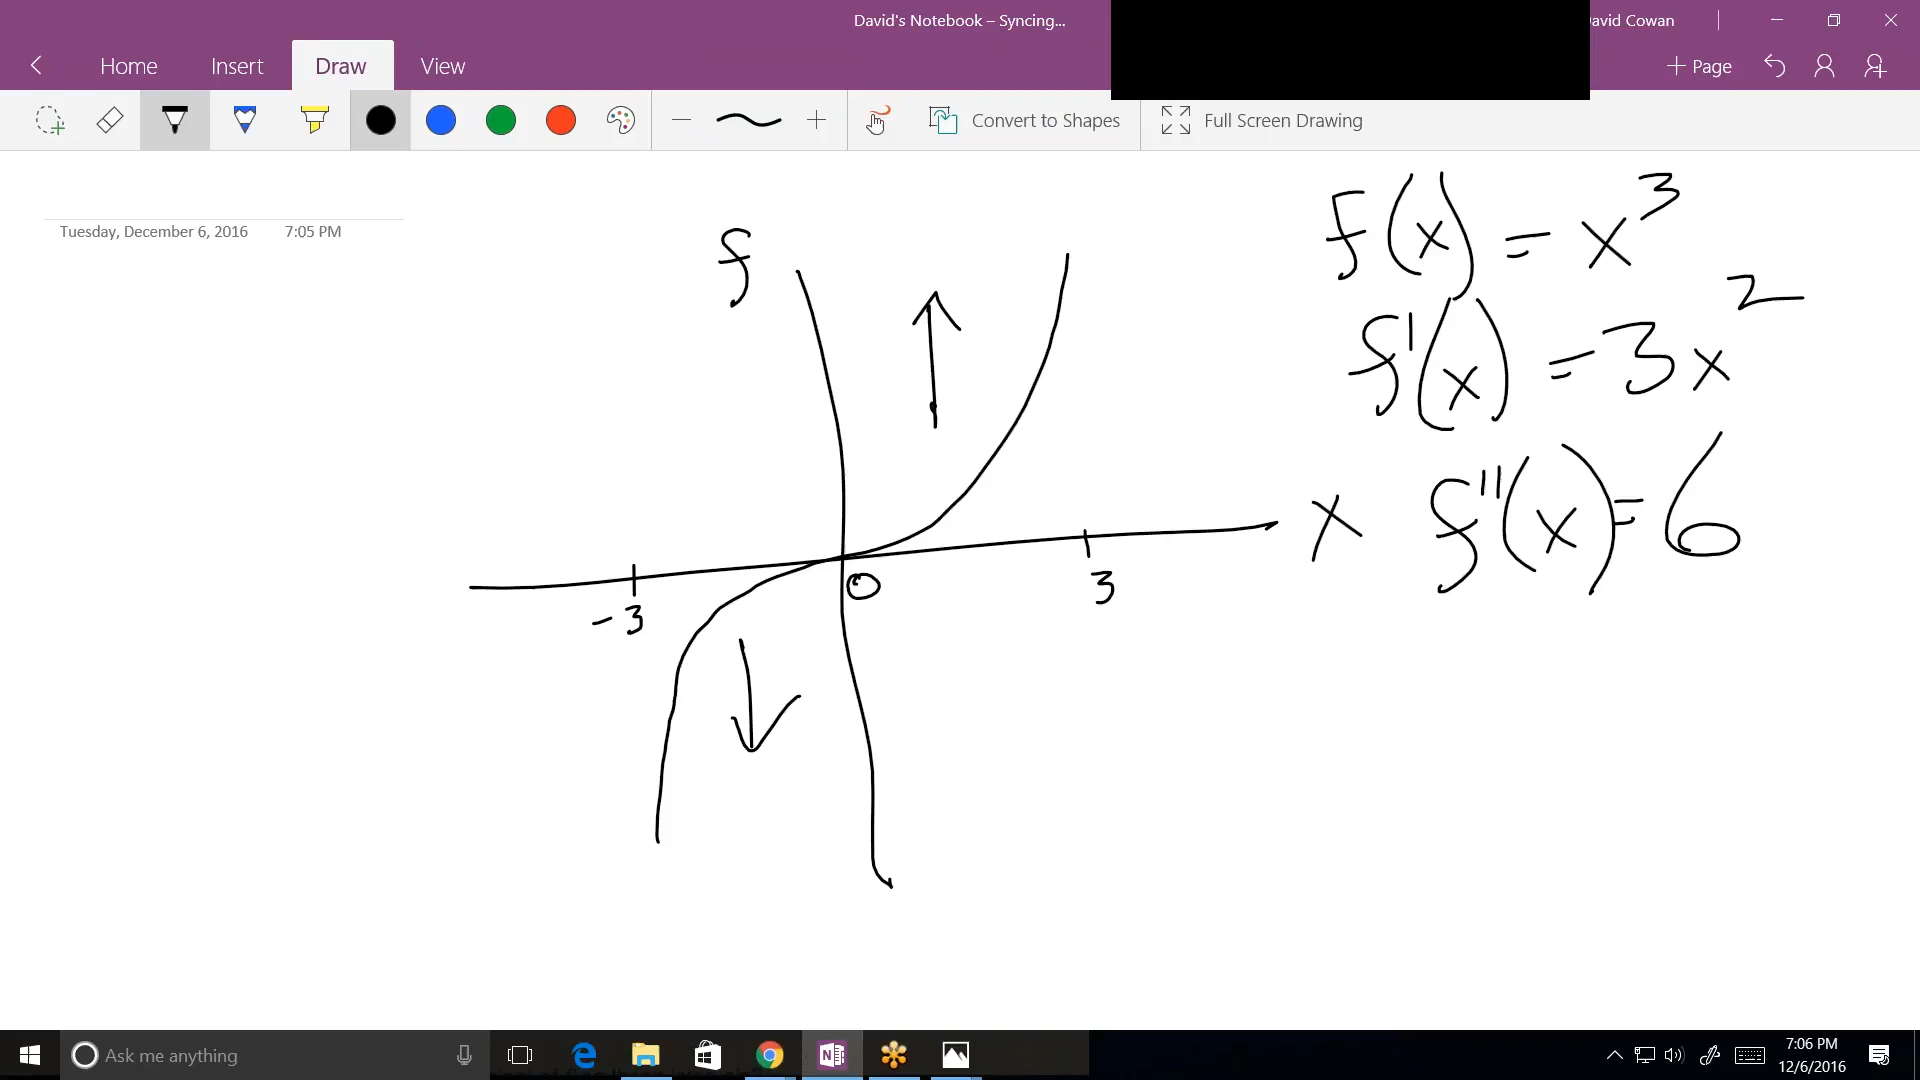 David's Notebook – Syncing...
avid Cowan
Home Insert Draw View
Page
Convert to Shapes
Full Screen Drawing
Tuesday, December 6, 2016 7:05 PM
f
f(x) = x³
f'(x) = 3x²
x
f''(x) = 6
-3
0
3
Ask me anything
7:06 PM
12/6/2016